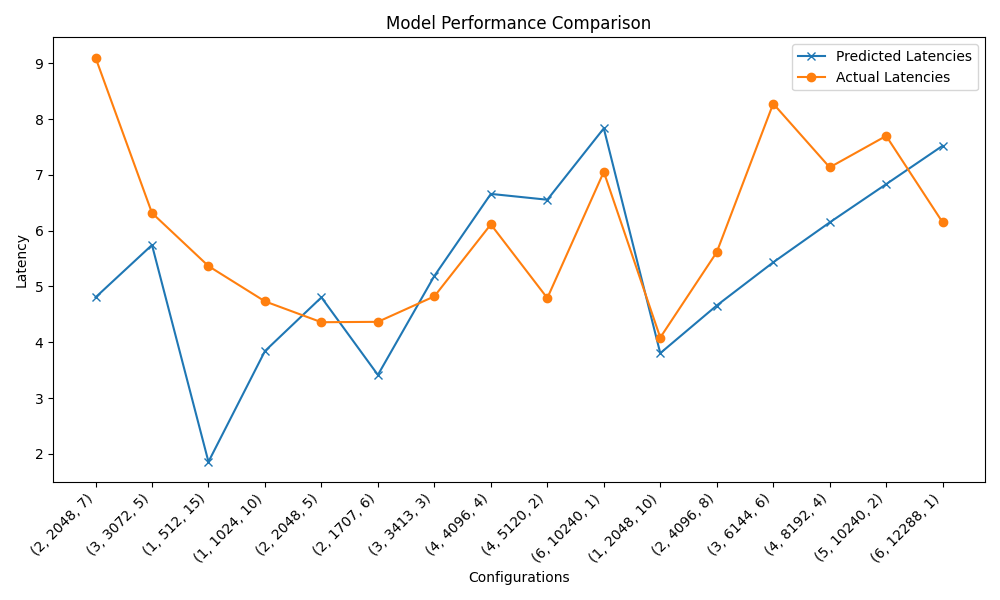 Model Performance Comparison
Predicted Latencies
Actual Latencies
Latency
9
8
7
6
5
4
3
2
(2, 2048, 7)
(3, 3072, 5)
(1, 512, 15)
(1, 1024, 10)
(2, 2048, 5)
(2, 1707, 6)
(3, 3413, 3)
(4, 4096, 4)
(4, 5120, 2)
(6, 10240, 1)
(1, 2048, 10)
(2, 4096, 8)
(3, 6144, 6)
(4, 8192, 4)
(5, 10240, 2)
(6, 12288, 1)
Configurations